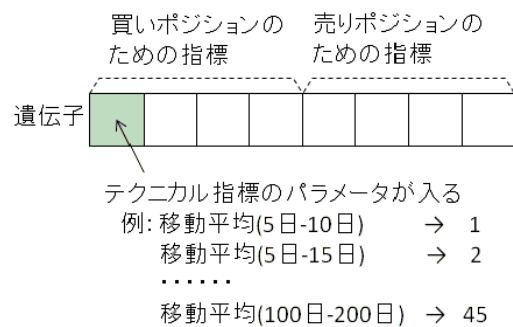 買いポジションの
ための指標
売りポジションの
ための指標
遺伝子
テクニカル指標のパラメータが入る
例: 移動平均(5日-10日) → 1
移動平均(5日-15日) → 2
・・・・・・
移動平均(100日-200日) → 45